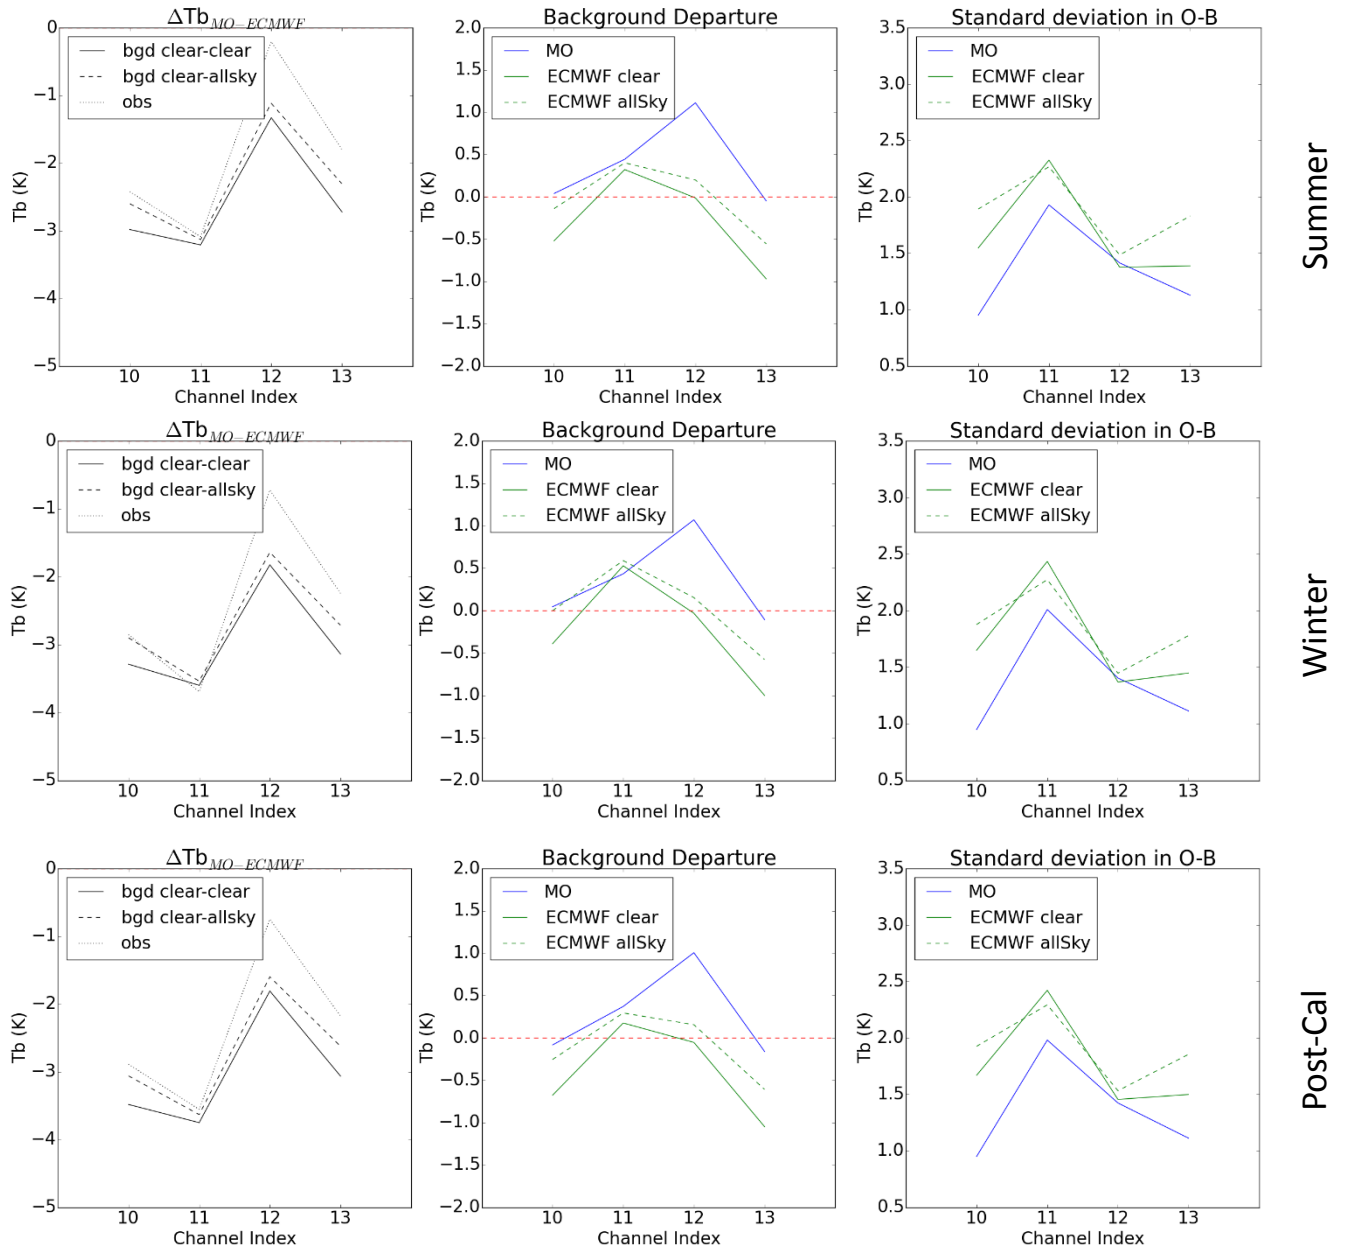 ΔTb MO−ECMWF
0
−1
−2
−3
−4
−5
Tb (K)
bgd clear-clear
bgd clear-allsky
obs
10 11 12 13
Channel Index
Background Departure
2.0
1.5
1.0
0.5
0.0
−0.5
−1.0
−1.5
−2.0
Tb (K)
MO
ECMWF clear
ECMWF allSky
10 11 12 13
Channel Index
Standard deviation in O-B
3.5
3.0
2.5
2.0
1.5
1.0
0.5
Tb (K)
MO
ECMWF clear
ECMWF allSky
10 11 12 13
Channel Index
Summer
ΔTb MO−ECMWF
0
−1
−2
−3
−4
−5
Tb (K)
bgd clear-clear
bgd clear-allsky
obs
10 11 12 13
Channel Index
Background Departure
2.0
1.5
1.0
0.5
0.0
−0.5
−1.0
−1.5
−2.0
Tb (K)
MO
ECMWF clear
ECMWF allSky
10 11 12 13
Channel Index
Standard deviation in O-B
3.5
3.0
2.5
2.0
1.5
1.0
0.5
Tb (K)
MO
ECMWF clear
ECMWF allSky
10 11 12 13
Channel Index
Winter
ΔTb MO−ECMWF
0
−1
−2
−3
−4
−5
Tb (K)
bgd clear-clear
bgd clear-allsky
obs
10 11 12 13
Channel Index
Background Departure
2.0
1.5
1.0
0.5
0.0
−0.5
−1.0
−1.5
−2.0
Tb (K)
MO
ECMWF clear
ECMWF allSky
10 11 12 13
Channel Index
Standard deviation in O-B
3.5
3.0
2.5
2.0
1.5
1.0
0.5
Tb (K)
MO
ECMWF clear
ECMWF allSky
10 11 12 13
Channel Index
Post-Cal